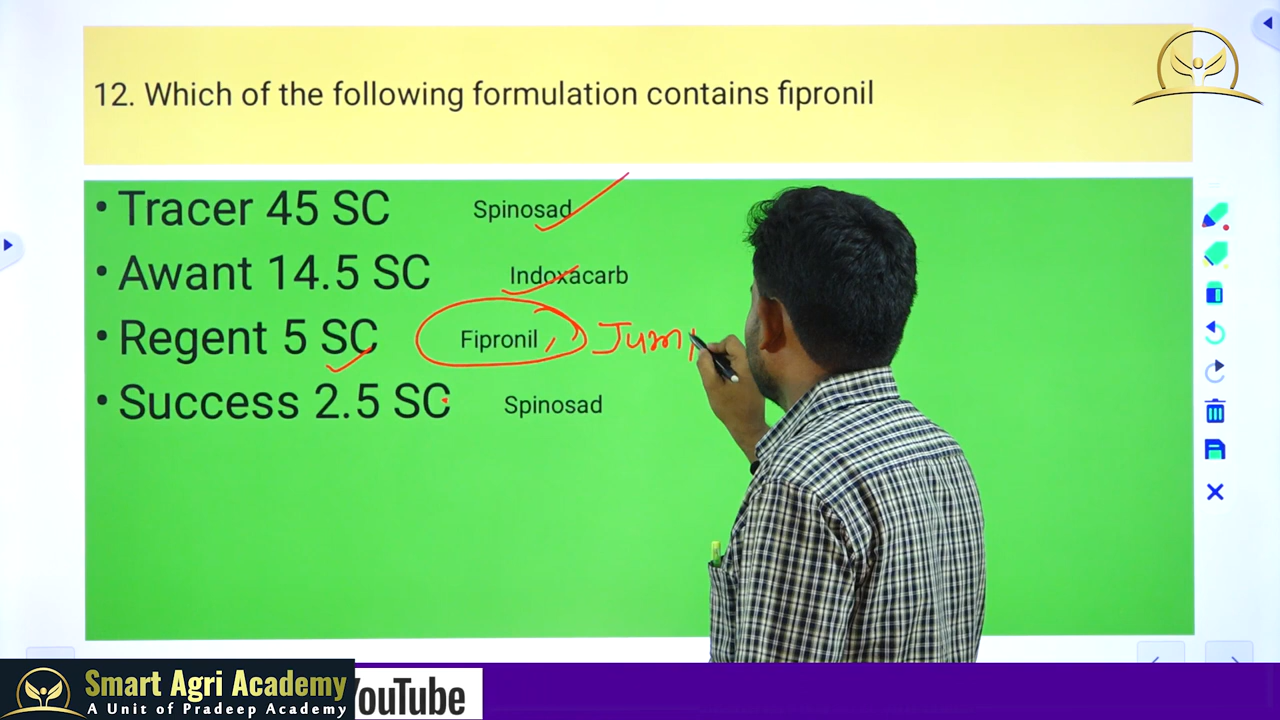 12. Which of the following formulation contains fipronil
• Tracer 45 SC Spinosad
• Awant 14.5 SC Indoxacarb
• Regent 5 SC Fipronil Jump
• Success 2.5 SC Spinosad
Smart Agri Academy
A Unit of Pradeep Academy
YouTube